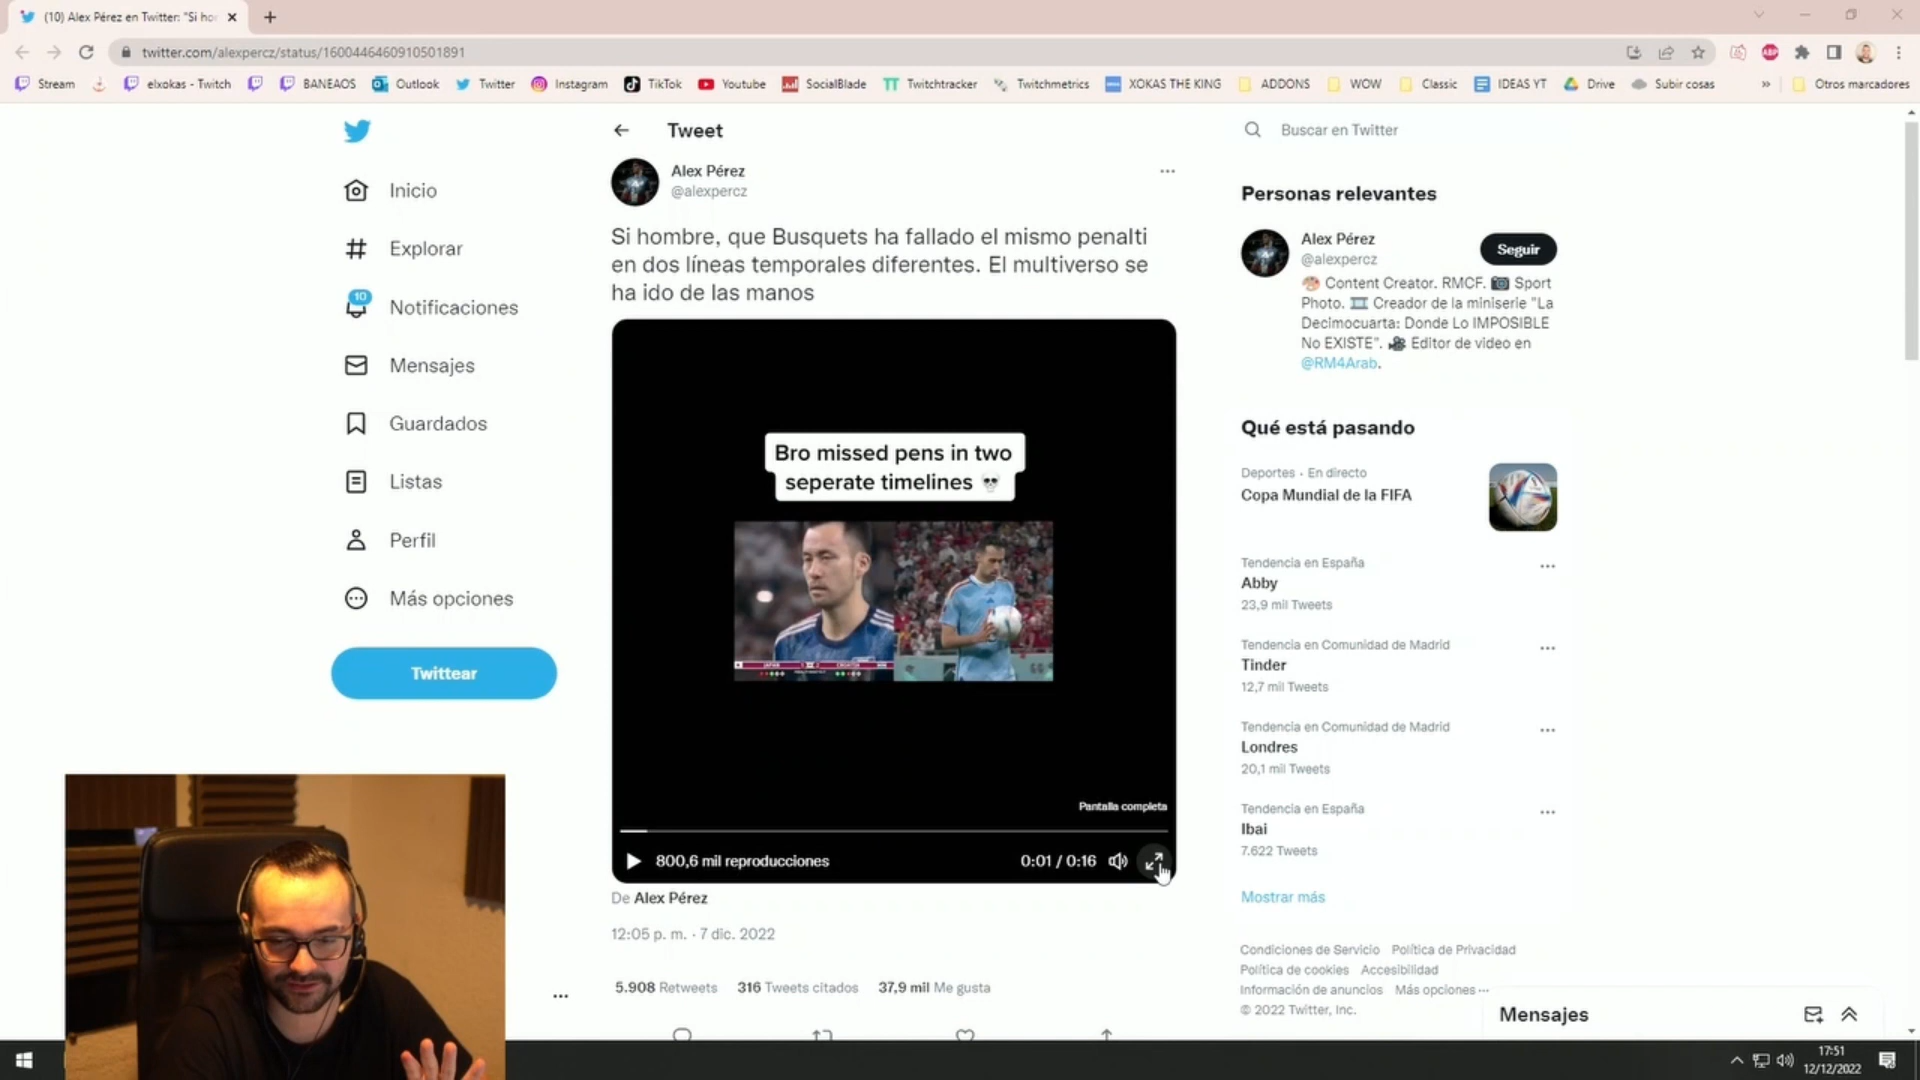 (10) Alex Pérez en Twitter: "Si hor
twitter.com/alexpercz/status/1600446460910501891
Stream
elxokas - Twitch
BANEAOS
Outlook
Twitter
Instagram
TikTok
Youtube
SocialBlade
Twitchtracker
Twitchmetrics
XOKAS THE KING
ADDONS
WOW
Classic
IDEAS YT
Drive
Subir cosas
»
Otros marcadores
Inicio
Explorar
10
Notificaciones
Mensajes
Guardados
Listas
Perfil
Más opciones
Twittear
Tweet
Alex Pérez
@alexpercz
Si hombre, que Busquets ha fallado el mismo penalti
en dos líneas temporales diferentes. El multiverso se
ha ido de las manos
Bro missed pens in two
seperate timelines 💀
JAPAN
CROATIA
Pantalla completa
800,6 mil reproducciones
0:01 / 0:16
De Alex Pérez
12:05 p. m. · 7 dic. 2022
5.908 Retweets 316 Tweets citados 37,9 mil Me gusta
Buscar en Twitter
Personas relevantes
Alex Pérez
@alexpercz
Seguir
🎨 Content Creator. RMCF. 📷 Sport
Photo. 🎞️ Creador de la miniserie "La
Decimocuarta: Donde Lo IMPOSIBLE
No EXISTE". 🎥 Editor de video en
@RM4Arab.
Qué está pasando
Deportes · En directo
Copa Mundial de la FIFA
Tendencia en España
Abby
23,9 mil Tweets
Tendencia en Comunidad de Madrid
Tinder
12,7 mil Tweets
Tendencia en Comunidad de Madrid
Londres
20,1 mil Tweets
Tendencia en España
Ibai
7.622 Tweets
Mostrar más
Condiciones de Servicio Política de Privacidad
Política de cookies Accesibilidad
Información de anuncios Más opciones ···
© 2022 Twitter, Inc.
Mensajes
17:51
12/12/2022